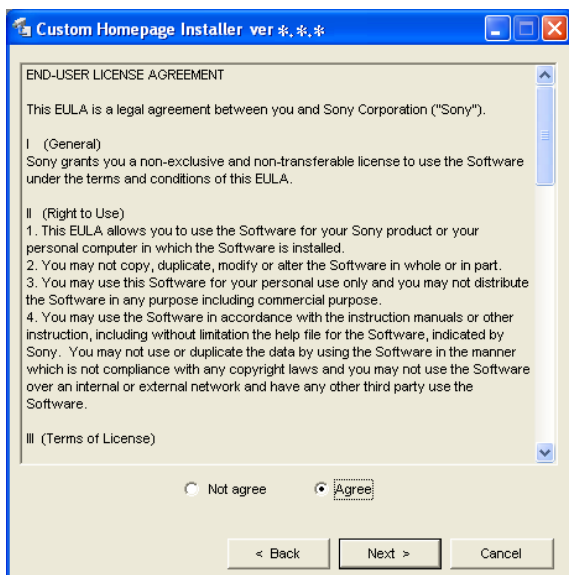 Custom Homepage Installer ver *.*.*
END-USER LICENSE AGREEMENT
This EULA is a legal agreement between you and Sony Corporation ("Sony").
I (General)
Sony grants you a non-exclusive and non-transferable license to use the Software
under the terms and conditions of this EULA.
II (Right to Use)
1. This EULA allows you to use the Software for your Sony product or your
personal computer in which the Software is installed.
2. You may not copy, duplicate, modify or alter the Software in whole or in part.
3. You may use this Software for your personal use only and you may not distribute
the Software in any purpose including commercial purpose.
4. You may use the Software in accordance with the instruction manuals or other
instruction, including without limitation the help file for the Software, indicated by
Sony. You may not use or duplicate the data by using the Software in the manner
which is not compliance with any copyright laws and you may not use the Software
over an internal or external network and have any other third party use the
Software.
III (Terms of License)
Not agree Agree
< Back Next > Cancel